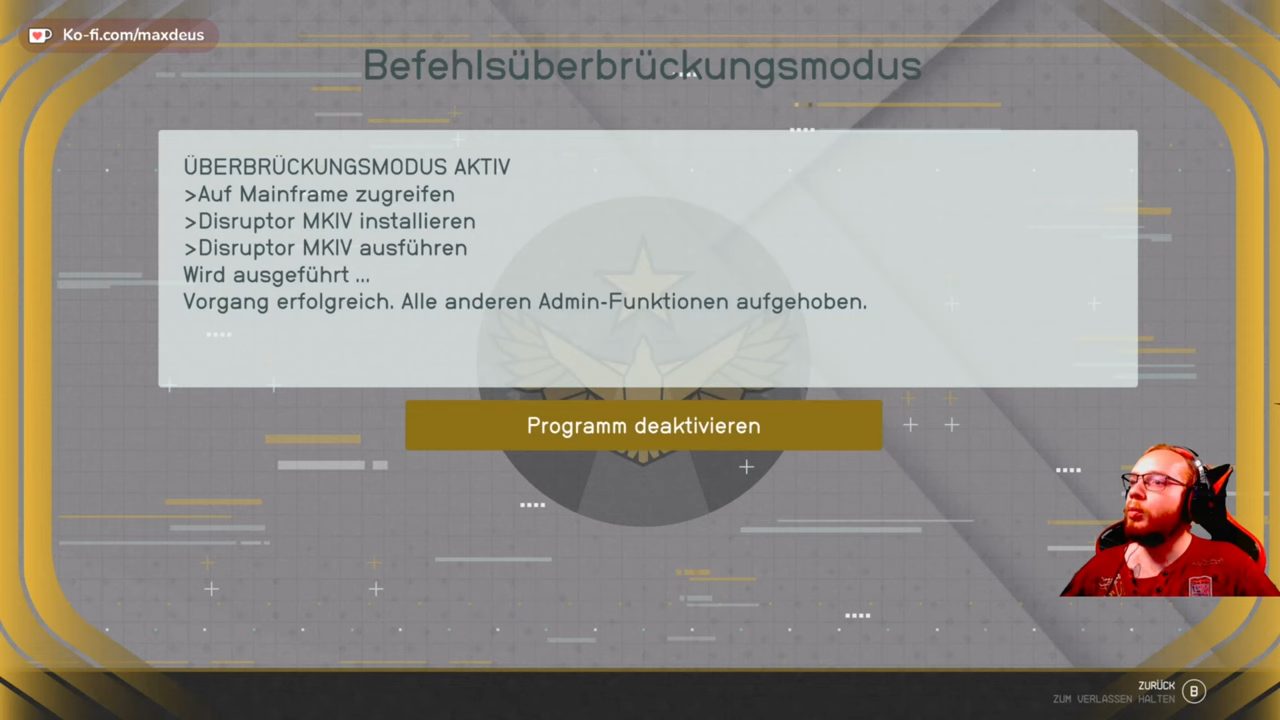 Ko-fi.com/maxdeus
Befehlsüberbrückungsmodus
ÜBERBRÜCKUNGSMODUS AKTIV
>Auf Mainframe zugreifen
>Disruptor MKIV installieren
>Disruptor MKIV ausführen
Wird ausgeführt ...
Vorgang erfolgreich. Alle anderen Admin-Funktionen aufgehoben.
Programm deaktivieren
ZURÜCK
ZUM VERLASSEN HALTEN
B